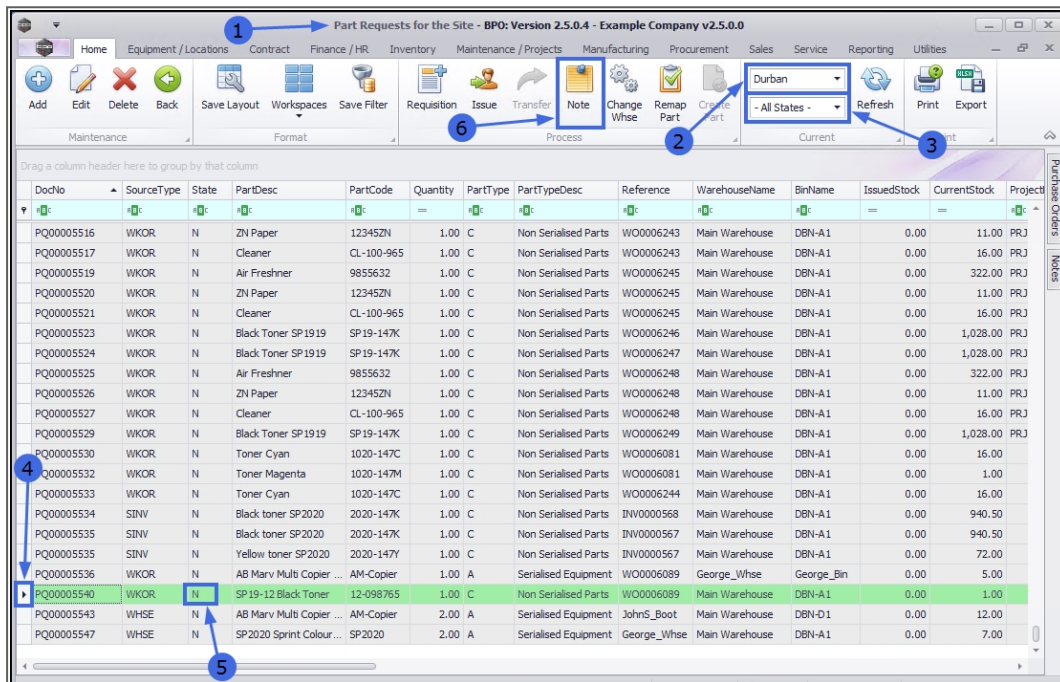 1 Part Requests for the Site - BPO: Version 2.5.0.4 - Example Company v2.5.0.0
Home Equipment / Locations Contract Finance / HR Inventory Maintenance / Projects Manufacturing Procurement Sales Service Reporting Utilities
Add Edit Delete Back Save Layout Workspaces Save Filter Requisition Issue Transfer Note Change Whse Remap Part Create Part Durban - All States - Refresh Print Export
6 2 3
Maintenance Format Process Current
Drag a column header here to group by that column
DocNo SourceType State PartDesc PartCode Quantity PartType PartTypeDesc Reference WarehouseName BinName IssuedStock CurrentStock
PQ00005516 WKOR N ZN Paper 12345ZN 1.00 C Non Serialised Parts WO0006243 Main Warehouse DBN-A1 0.00 11.00 PRJ
PQ00005517 WKOR N Cleaner CL-100-965 1.00 C Non Serialised Parts WO0006243 Main Warehouse DBN-A1 0.00 16.00 PRJ
PQ00005519 WKOR N Air Freshner 9855632 1.00 C Non Serialised Parts WO0006245 Main Warehouse DBN-A1 0.00 322.00 PRJ
PQ00005520 WKOR N ZN Paper 12345ZN 1.00 C Non Serialised Parts WO0006245 Main Warehouse DBN-A1 0.00 11.00 PRJ
PQ00005521 WKOR N Cleaner CL-100-965 1.00 C Non Serialised Parts WO0006245 Main Warehouse DBN-A1 0.00 16.00 PRJ
PQ00005523 WKOR N Black Toner SP1919 SP19-147K 1.00 C Non Serialised Parts WO0006246 Main Warehouse DBN-A1 0.00 1,028.00 PRJ
PQ00005524 WKOR N Black Toner SP1919 SP19-147K 1.00 C Non Serialised Parts WO0006247 Main Warehouse DBN-A1 0.00 1,028.00 PRJ
PQ00005525 WKOR N Air Freshner 9855632 1.00 C Non Serialised Parts WO0006248 Main Warehouse DBN-A1 0.00 322.00 PRJ
PQ00005526 WKOR N ZN Paper 12345ZN 1.00 C Non Serialised Parts WO0006248 Main Warehouse DBN-A1 0.00 11.00 PRJ
PQ00005527 WKOR N Cleaner CL-100-965 1.00 C Non Serialised Parts WO0006248 Main Warehouse DBN-A1 0.00 16.00 PRJ
PQ00005529 WKOR N Black Toner SP1919 SP19-147K 1.00 C Non Serialised Parts WO0006249 Main Warehouse DBN-A1 0.00 1,028.00 PRJ
PQ00005530 WKOR N Toner Cyan 1020-147C 1.00 C Non Serialised Parts WO0006081 Main Warehouse DBN-A1 0.00 16.00
4 PQ00005532 WKOR N Toner Magenta 1020-147M 1.00 C Non Serialised Parts WO0006081 Main Warehouse DBN-A1 0.00 1.00
PQ00005533 WKOR N Toner Cyan 1020-147C 1.00 C Non Serialised Parts WO0006244 Main Warehouse DBN-A1 0.00 16.00
PQ00005534 SINV N Black toner SP2020 2020-147K 1.00 C Non Serialised Parts INV0000568 Main Warehouse DBN-A1 0.00 940.50
PQ00005535 SINV N Black toner SP2020 2020-147K 1.00 C Non Serialised Parts INV0000567 Main Warehouse DBN-A1 0.00 940.50
PQ00005535 SINV N Yellow toner SP2020 2020-147Y 1.00 C Non Serialised Parts INV0000567 Main Warehouse DBN-A1 0.00 72.00
PQ00005536 WKOR N AB Marv Multi Copier ... AM-Copier 1.00 A Serialised Equipment WO0006089 George_Whse George_Bin 0.00 5.00
PQ00005540 WKOR N SP19-12 Black Toner 12-098765 1.00 C Non Serialised Parts WO0006089 Main Warehouse DBN-A1 0.00 1.00
PQ00005543 WHSE N AB Marv Multi Copier ... AM-Copier 2.00 A Serialised Equipment JohnS_Boot Main Warehouse DBN-D1 0.00 12.00
PQ00005547 WHSE N SP2020 Sprint Colour... SP2020 2.00 A Serialised Equipment George_Whse Main Warehouse DBN-A1 0.00 7.00
5
Purchase Orders
Notes